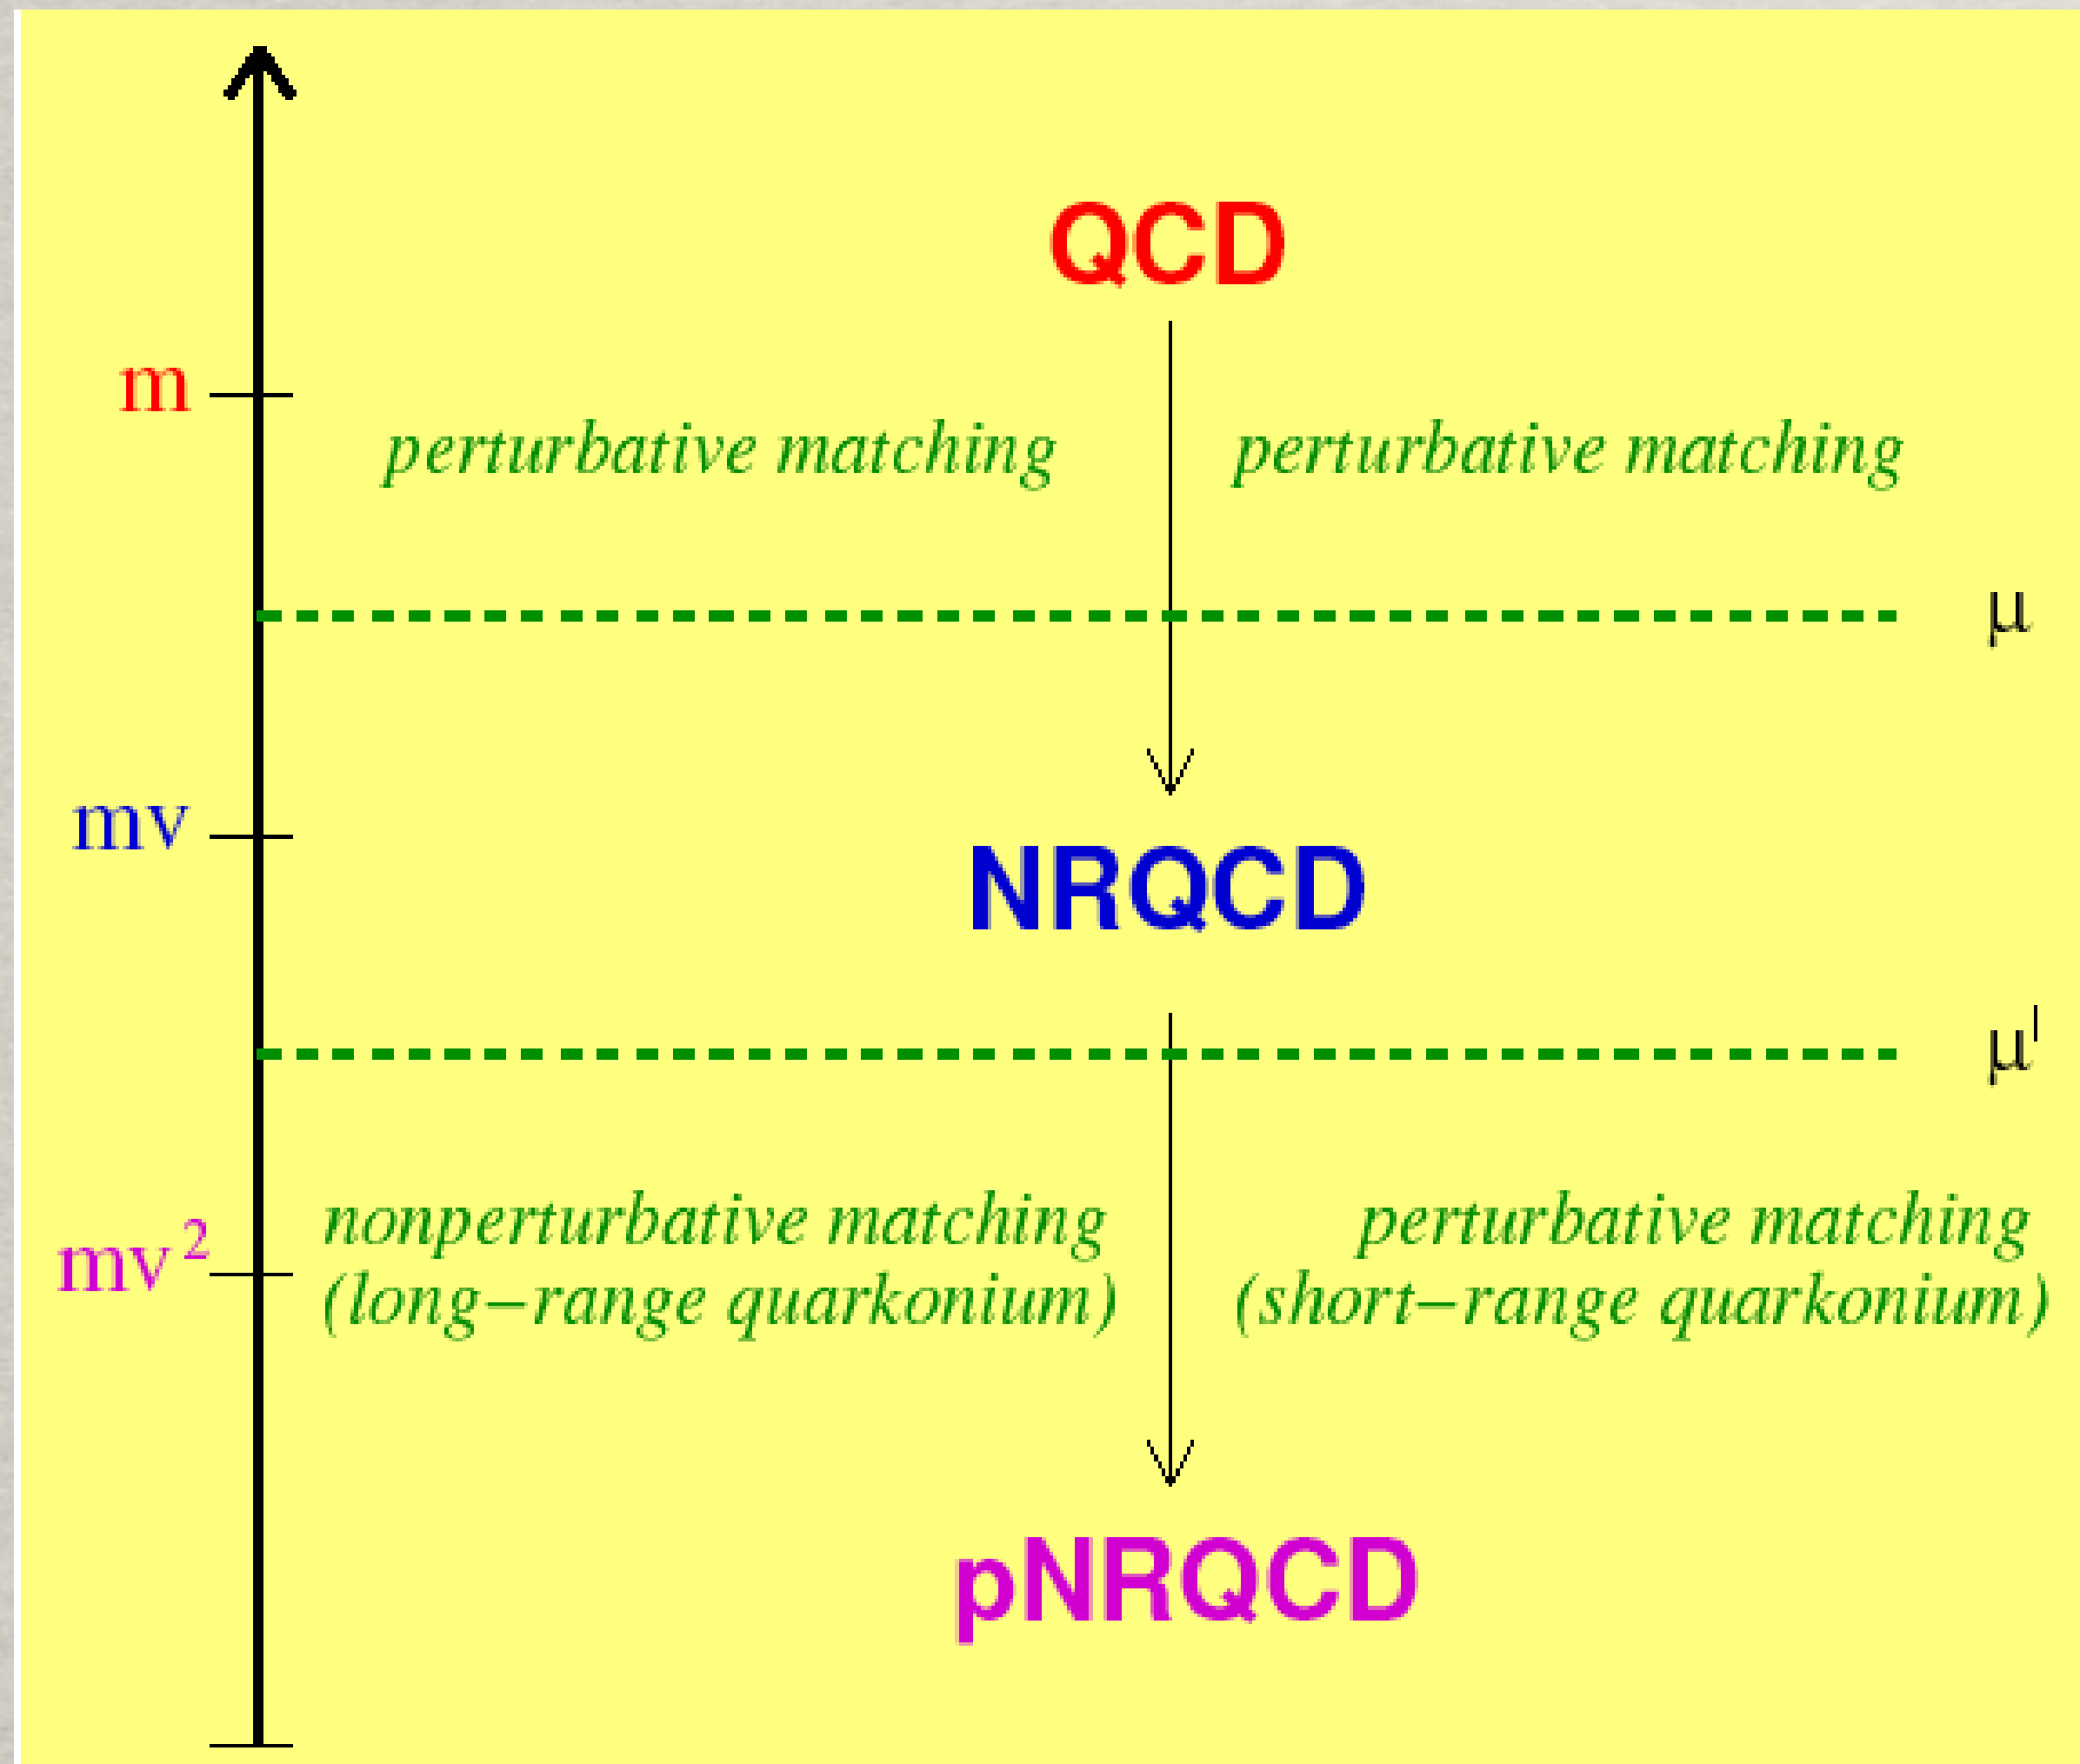 QCD
m
perturbative matching perturbative matching
μ
mv
NRQCD
μ'
nonperturbative matching perturbative matching
mv²
(long–range quarkonium) (short–range quarkonium)
pNRQCD